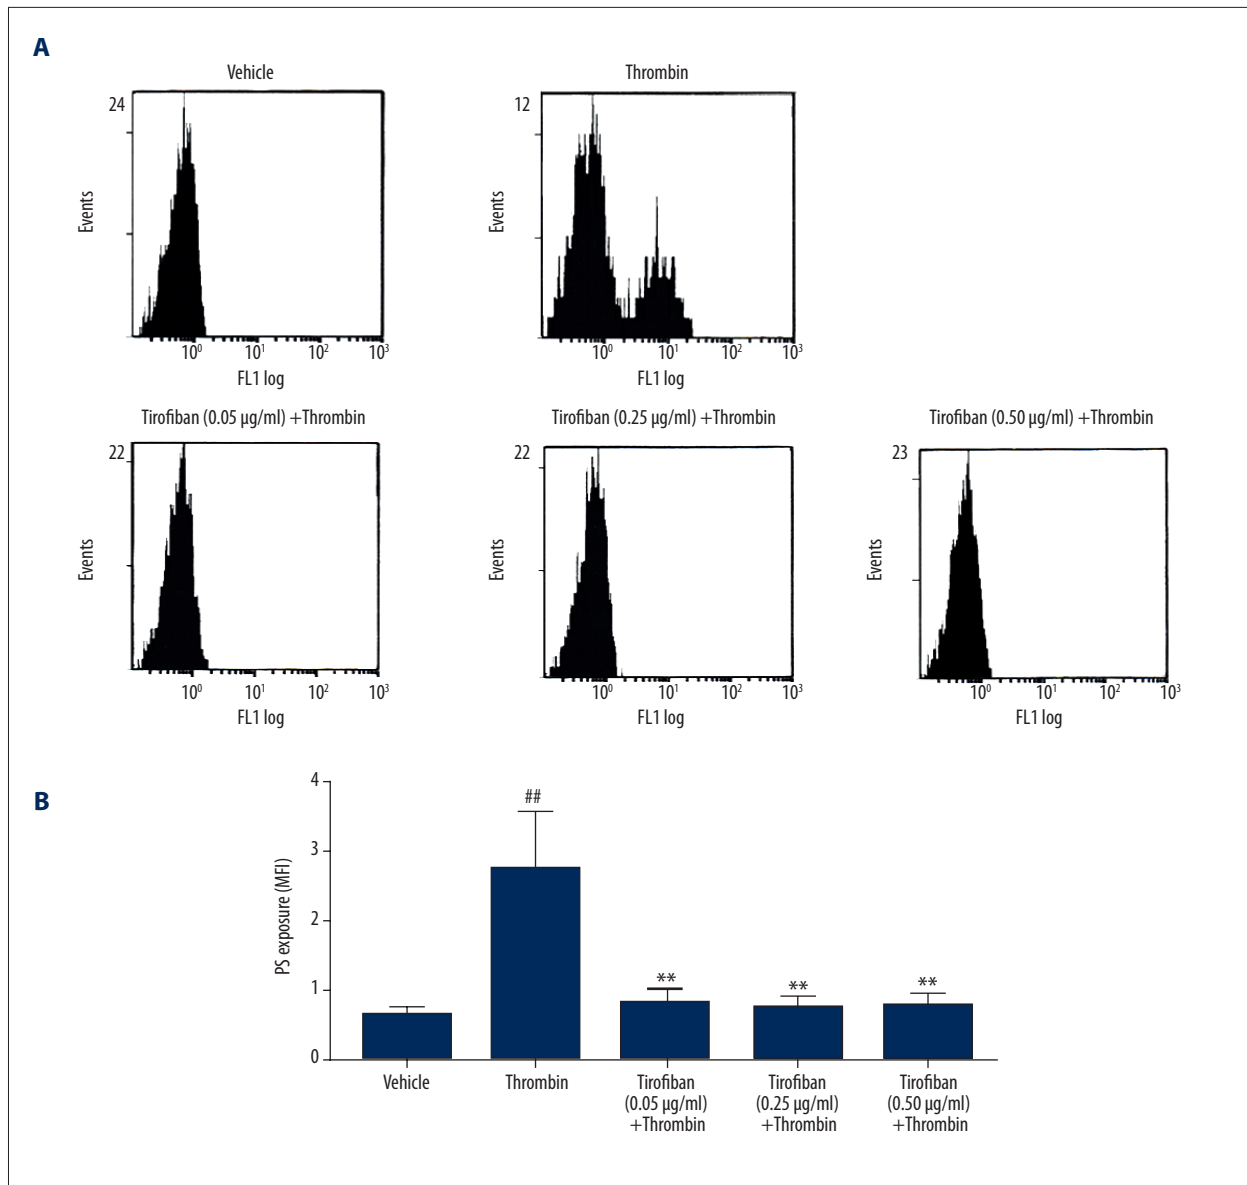 A
Vehicle
24
Events
10⁰ 10¹ 10² 10³
FL1 log
Thrombin
12
Events
10⁰ 10¹ 10² 10³
FL1 log
Tirofiban (0.05 µg/ml) +Thrombin
22
Events
10⁰ 10¹ 10² 10³
FL1 log
Tirofiban (0.25 µg/ml) +Thrombin
22
Events
10⁰ 10¹ 10² 10³
FL1 log
Tirofiban (0.50 µg/ml) +Thrombin
23
Events
10⁰ 10¹ 10² 10³
FL1 log
B
PS exposure (MFI)
4
3
2
1
0
##
**
**
**
Vehicle
Thrombin
Tirofiban
(0.05 µg/ml)
+Thrombin
Tirofiban
(0.25 µg/ml)
+Thrombin
Tirofiban
(0.50 µg/ml)
+Thrombin